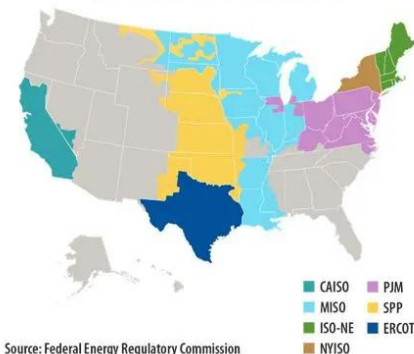 CAISO
MISO
ISO-NE
NYISO
PJM
SPP
ERCOT
Source: Federal Energy Regulatory Commission